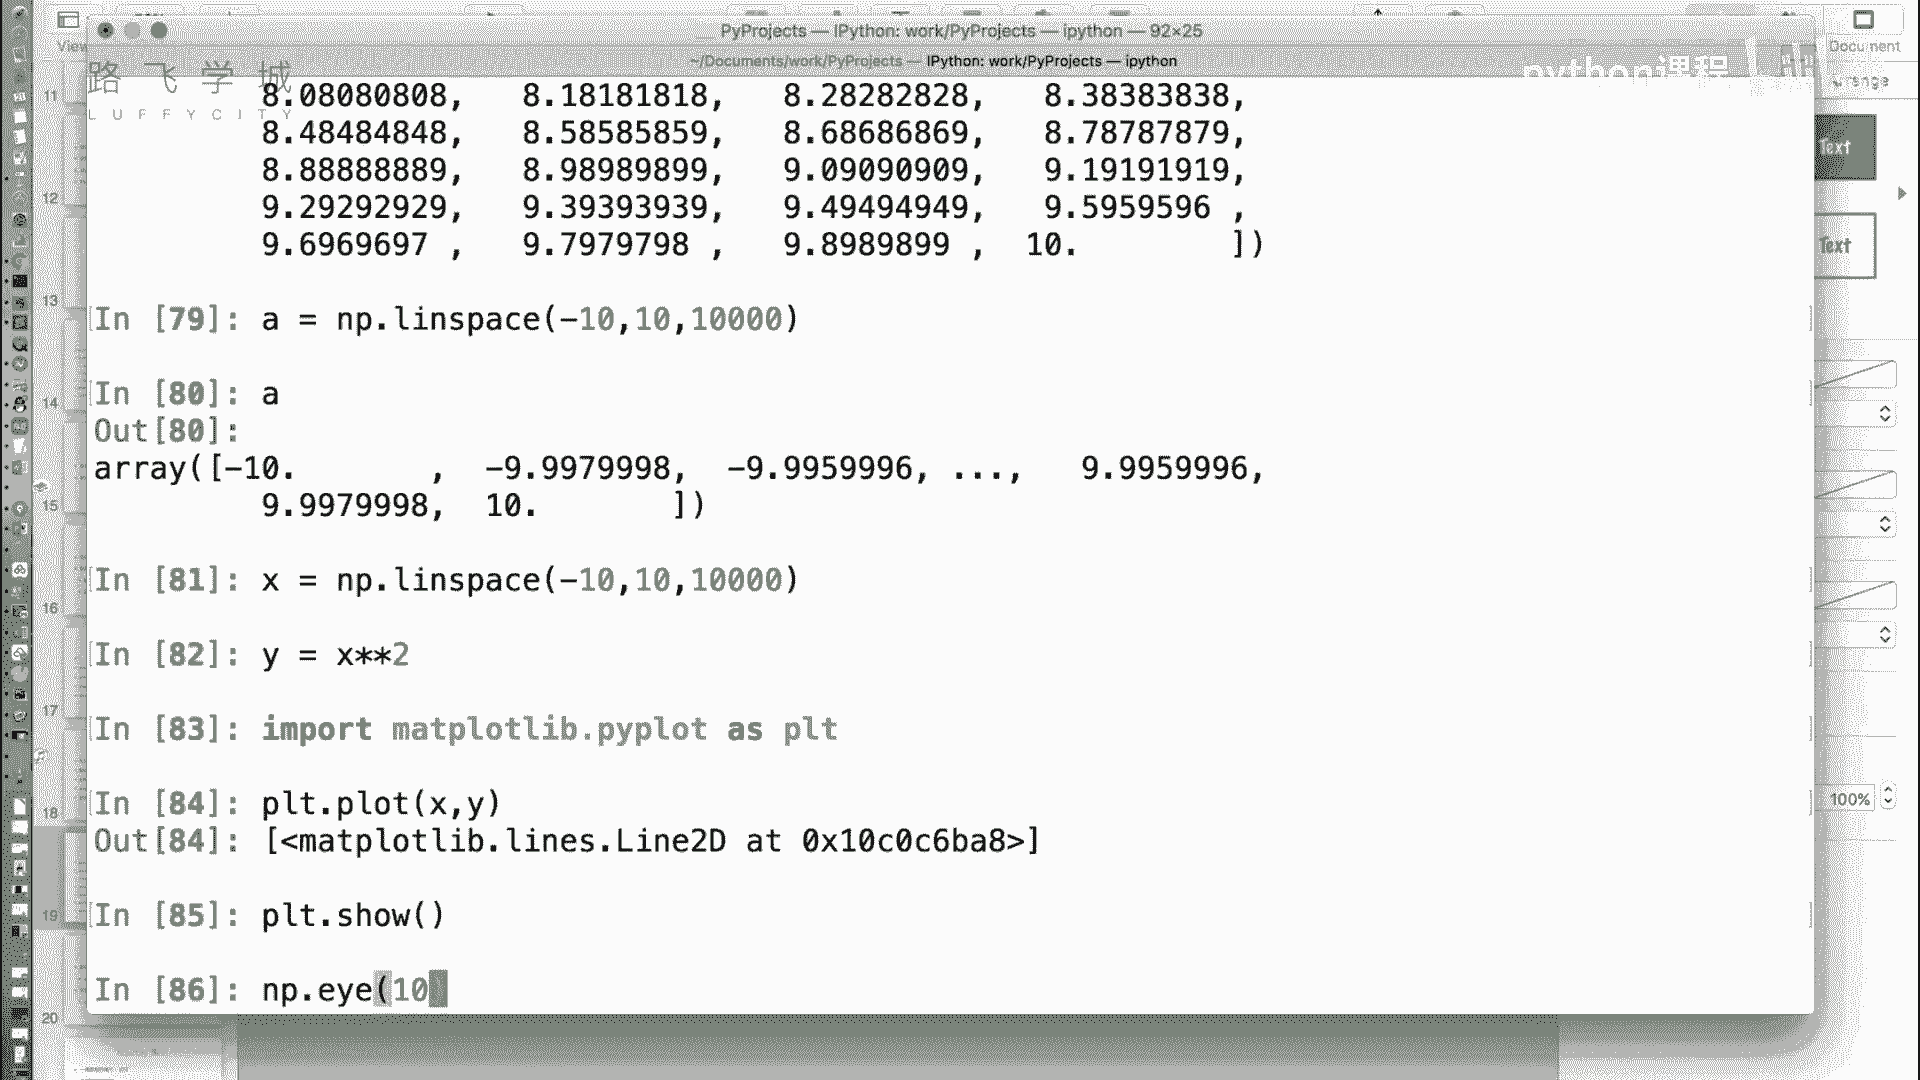 PyProjects — IPython: work/PyProjects — ipython — 92×25
~/Documents/work/PyProjects — IPython: work/PyProjects — ipython
View
Document
路飞学城
LUFFYCITY
python课程
8.08080808, 8.18181818, 8.28282828, 8.38383838,
8.48484848, 8.58585859, 8.68686869, 8.78787879,
8.88888889, 8.98989899, 9.09090909, 9.19191919,
9.29292929, 9.39393939, 9.49494949, 9.5959596 ,
9.6969697 , 9.7979798 , 9.8989899 , 10. ])
In [79]: a = np.linspace(-10,10,10000)
In [80]: a
Out[80]:
array([-10. , -9.9979998, -9.9959996, ..., 9.9959996,
9.9979998, 10. ])
In [81]: x = np.linspace(-10,10,10000)
In [82]: y = x**2
In [83]: import matplotlib.pyplot as plt
In [84]: plt.plot(x,y)
Out[84]: [<matplotlib.lines.Line2D at 0x10c0c6ba8>]
In [85]: plt.show()
In [86]: np.eye(10
11
12
13
14
15
16
17
18
19
20
Text
Text
100%